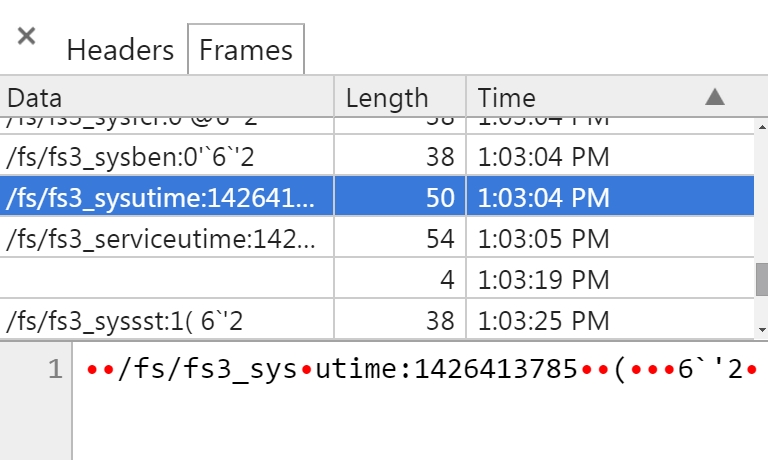 × Headers Frames
Data Length Time ▲
38 1:03:04 PM
/fs/fs3_sysben:0'`6`'2 38 1:03:04 PM
/fs/fs3_sysutime:142641... 50 1:03:04 PM
/fs/fs3_serviceutime:142... 54 1:03:05 PM
4 1:03:19 PM
/fs/fs3_syssst:1( 6`'2 38 1:03:25 PM
1 ••/fs/fs3_sys•utime:1426413785••(•••6`'2•